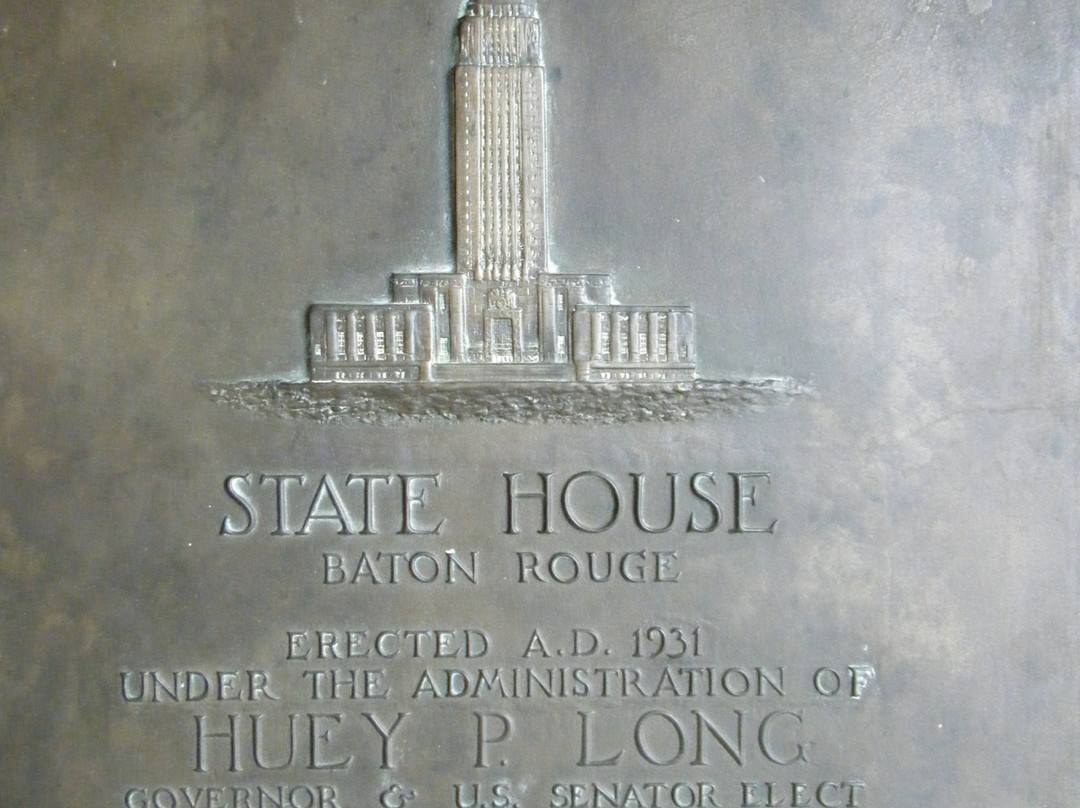 STATE HOUSE
BATON ROUGE
ERECTED A.D. 1931
UNDER THE ADMINISTRATION OF
HUEY P. LONG
GOVERNOR & U.S. SENATOR ELECT